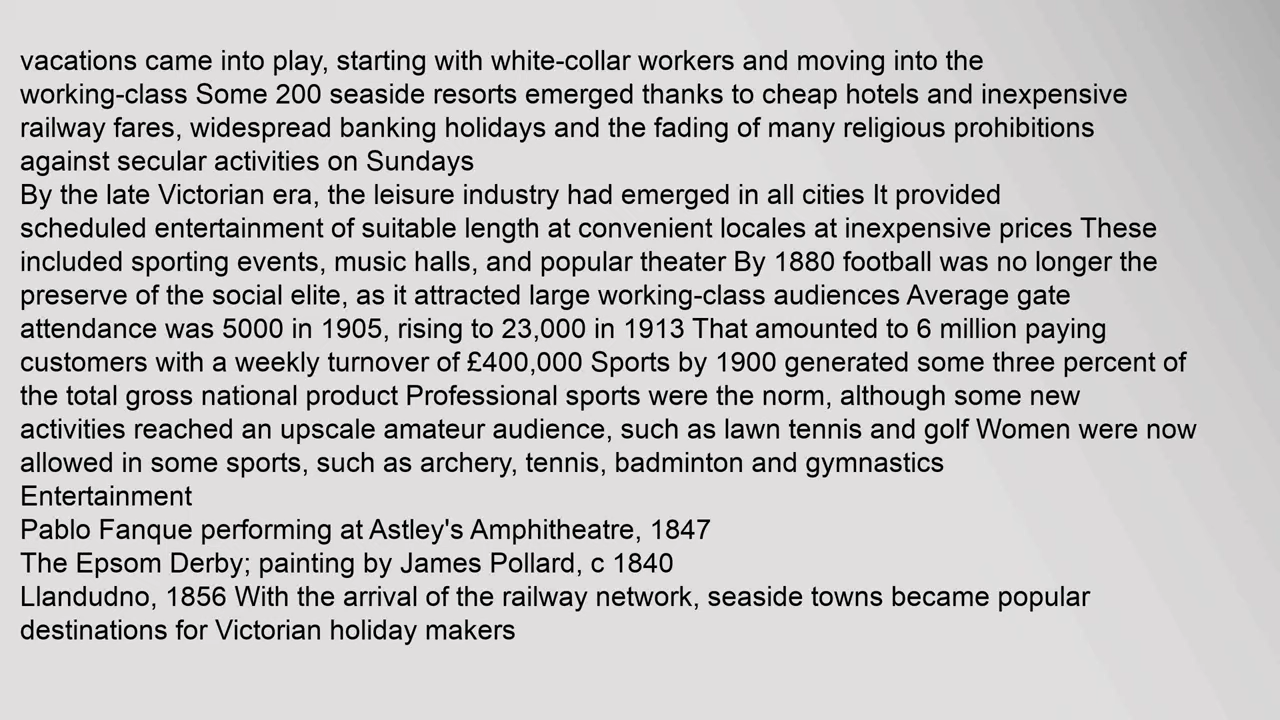 vacations came into play, starting with white-collar workers and moving into the
working-class Some 200 seaside resorts emerged thanks to cheap hotels and inexpensive
railway fares, widespread banking holidays and the fading of many religious prohibitions
against secular activities on Sundays
By the late Victorian era, the leisure industry had emerged in all cities It provided
scheduled entertainment of suitable length at convenient locales at inexpensive prices These
included sporting events, music halls, and popular theater By 1880 football was no longer the
preserve of the social elite, as it attracted large working-class audiences Average gate
attendance was 5000 in 1905, rising to 23,000 in 1913 That amounted to 6 million paying
customers with a weekly turnover of £400,000 Sports by 1900 generated some three percent of
the total gross national product Professional sports were the norm, although some new
activities reached an upscale amateur audience, such as lawn tennis and golf Women were now
allowed in some sports, such as archery, tennis, badminton and gymnastics
Entertainment
Pablo Fanque performing at Astley's Amphitheatre, 1847
The Epsom Derby; painting by James Pollard, c 1840
Llandudno, 1856 With the arrival of the railway network, seaside towns became popular
destinations for Victorian holiday makers